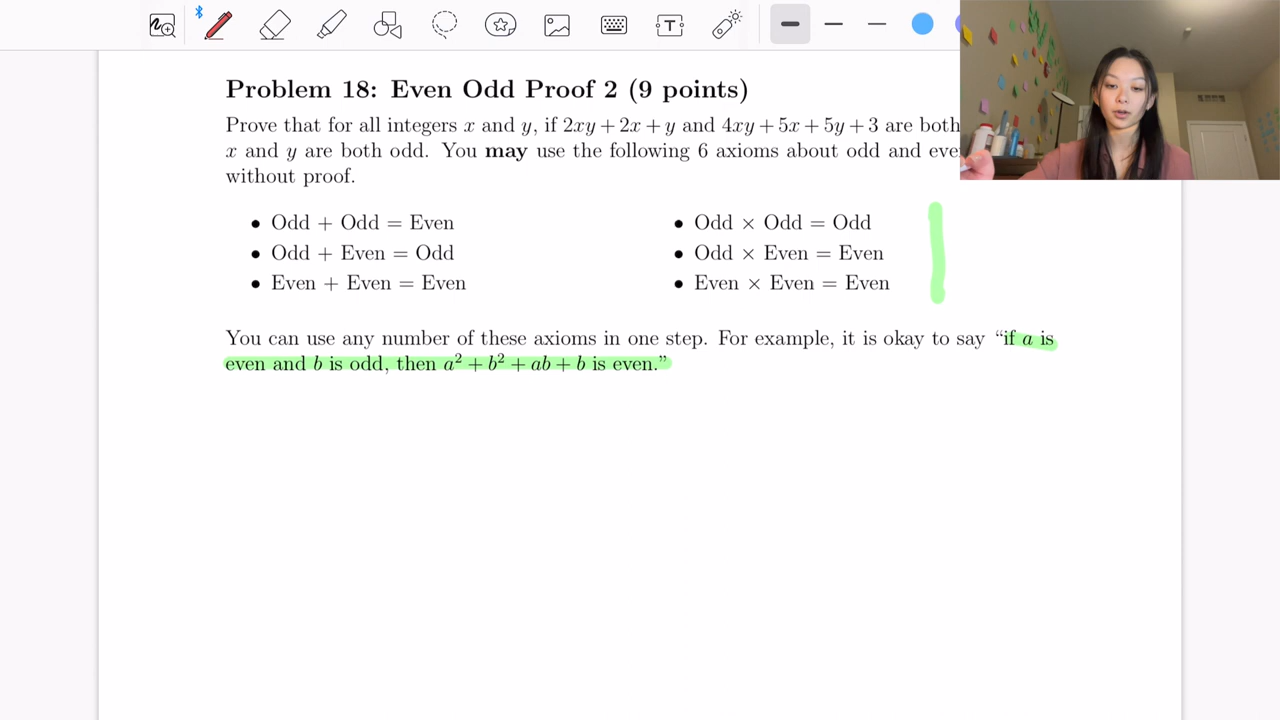 Problem 18: Even Odd Proof 2 (9 points)
Prove that for all integers x and y, if 2xy + 2x + y and 4xy + 5x + 5y + 3 are both
x and y are both odd. You may use the following 6 axioms about odd and
without proof.
• Odd + Odd = Even
• Odd + Even = Odd
• Even + Even = Even
• Odd × Odd = Odd
• Odd × Even = Even
• Even × Even = Even
You can use any number of these axioms in one step. For example, it is okay to say “if a is
even and b is odd, then a² + b² + ab + b is even.”
T